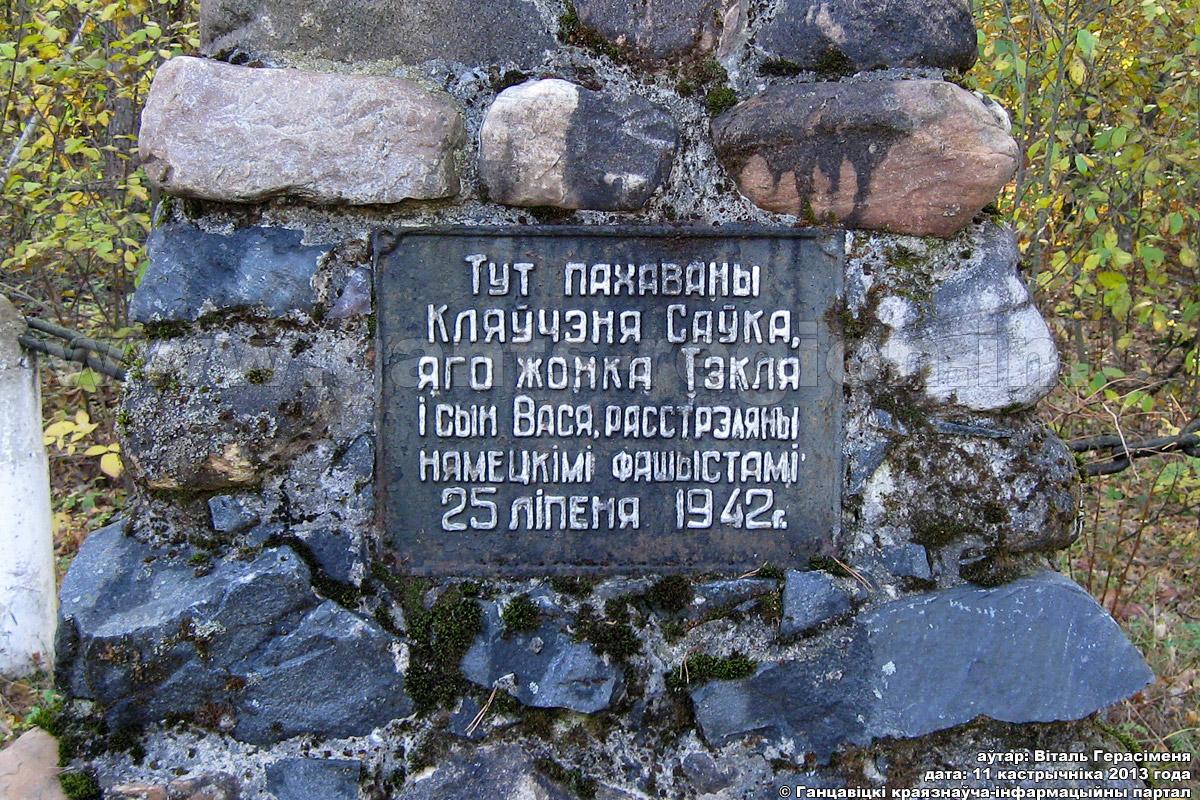 Тут пахаваны
Кляўчэня Саўка,
яго жонка Тэкля
і сын Вася, расстрэляны
нямецкімі фашыстамі
25 ліпеня 1942 г.
аўтар: Віталь Герасіменя
дата: 11 кастрычніка 2013 года
© Ганцавіцкі краязнаўча-інфармацыйны партал